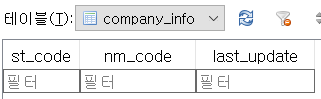 테이블(T): company_info
st_code nm_code last_update
필터 필터 필터